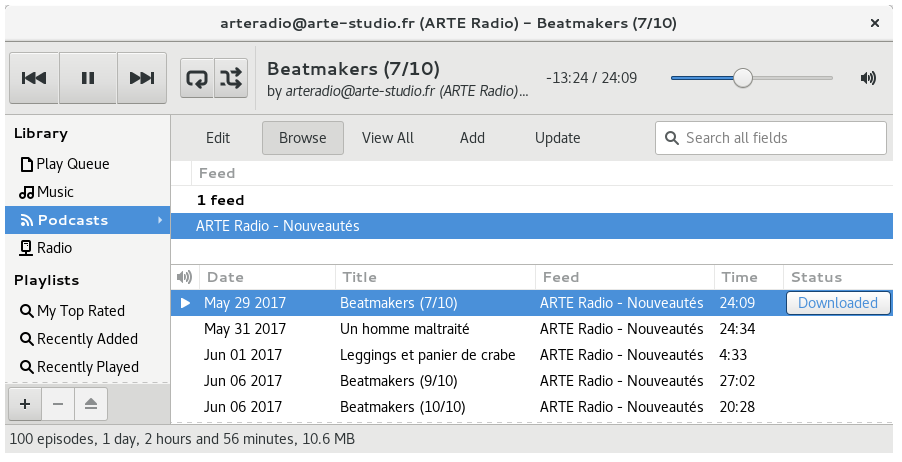 arteradio@arte-studio.fr (ARTE Radio) - Beatmakers (7/10)
Beatmakers (7/10)
by arteradio@arte-studio.fr (ARTE Radio)...
-13:24 / 24:09
Library
Play Queue
Music
Podcasts
Radio
Playlists
My Top Rated
Recently Added
Recently Played
Edit Browse View All Add Update Search all fields
Feed
1 feed
ARTE Radio - Nouveautés
Date Title Feed Time Status
May 29 2017 Beatmakers (7/10) ARTE Radio - Nouveautés 24:09 Downloaded
May 31 2017 Un homme maltraité ARTE Radio - Nouveautés 24:34
Jun 01 2017 Leggings et panier de crabe ARTE Radio - Nouveautés 4:33
Jun 06 2017 Beatmakers (9/10) ARTE Radio - Nouveautés 27:02
Jun 06 2017 Beatmakers (10/10) ARTE Radio - Nouveautés 20:28
100 episodes, 1 day, 2 hours and 56 minutes, 10.6 MB